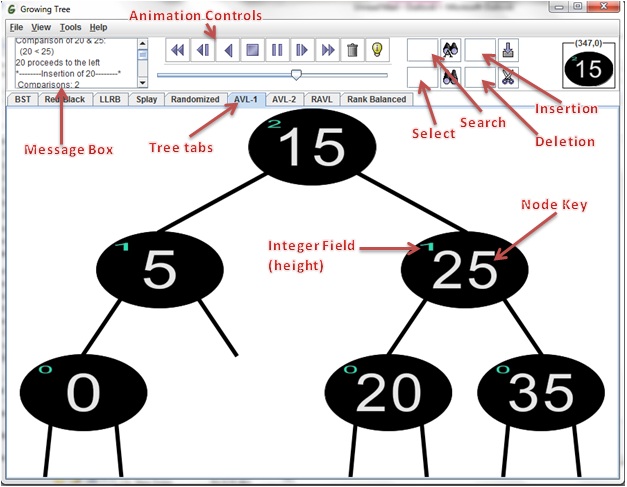 Growing Tree
Animation Controls
File View Tools Help
Comparison of 20 & 25:
(20 < 25)
20 proceeds to the left
*--------Insertion of 20--------*
Comparisons: 2
(347,0)
15
BST Red Black LLRB Splay Randomized AVL-1 AVL-2 RAVL Rank Balanced
Message Box
Tree tabs
Select
Search
Insertion
Deletion
2
15
Node Key
Integer Field
(height)
1
5
1
25
0
0
0
20
0
35